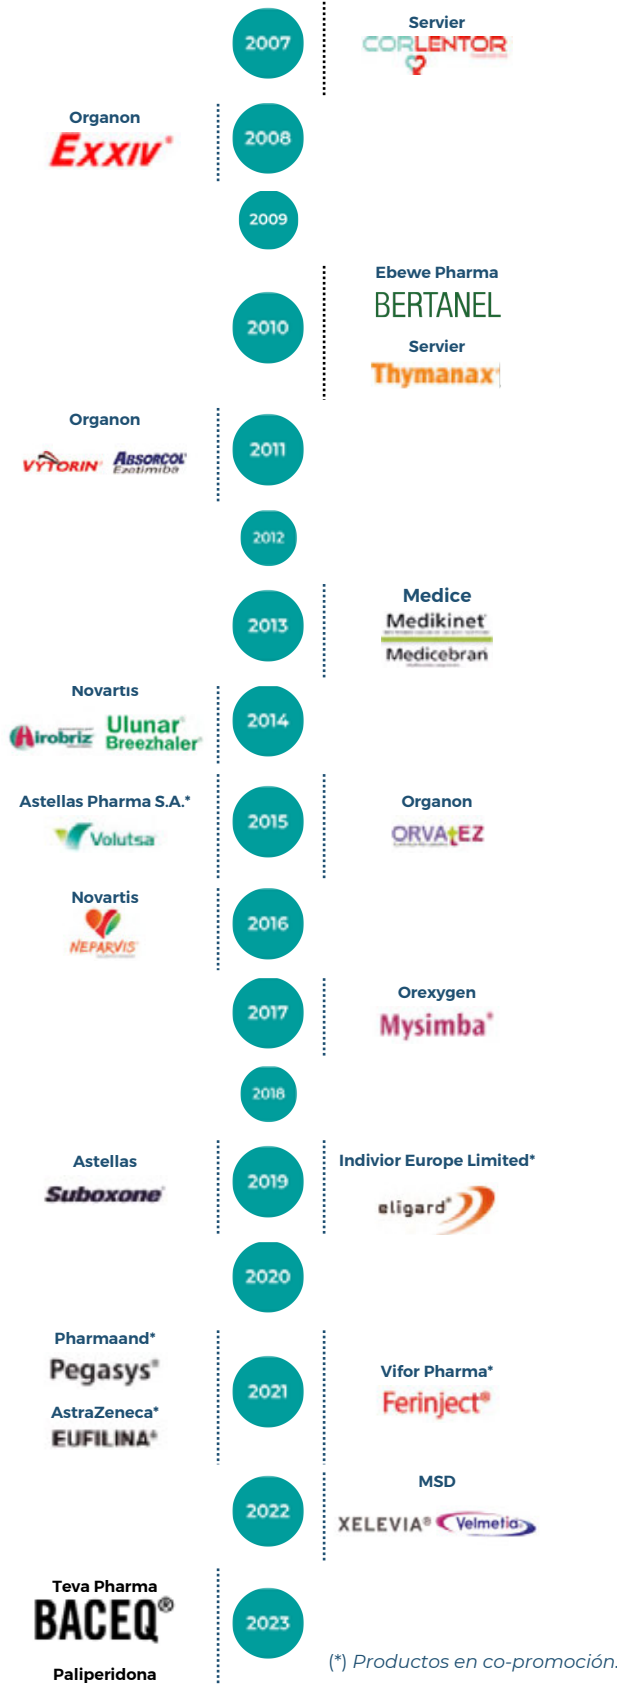 2007
Servier
CORLENTOR
Organon
EXXIV®
2008
2009
2010
Ebewe Pharma
BERTANEL
Servier
Thymanax
Organon
VYTORIN ABSORCOL
Ezetimiba
2011
2012
2013
Medice
Medikinet
Medicebran
Novartis
Hirobriz Ulunar
Breezhaler
2014
Astellas Pharma S.A.*
Volutsa
2015
Organon
ORVATEZ
Novartis
NEPARVIS
2016
2017
Orexygen
Mysimba®
2018
Astellas
Suboxone
2019
Indivior Europe Limited*
eligard®
2020
Pharmaand*
Pegasys®
AstraZeneca*
EUFILINA®
2021
Vifor Pharma*
Ferinject®
2022
MSD
XELEVIA® Velmetia
Teva Pharma
BACEQ®
Paliperidona
2023
(*) Productos en co-promoción.